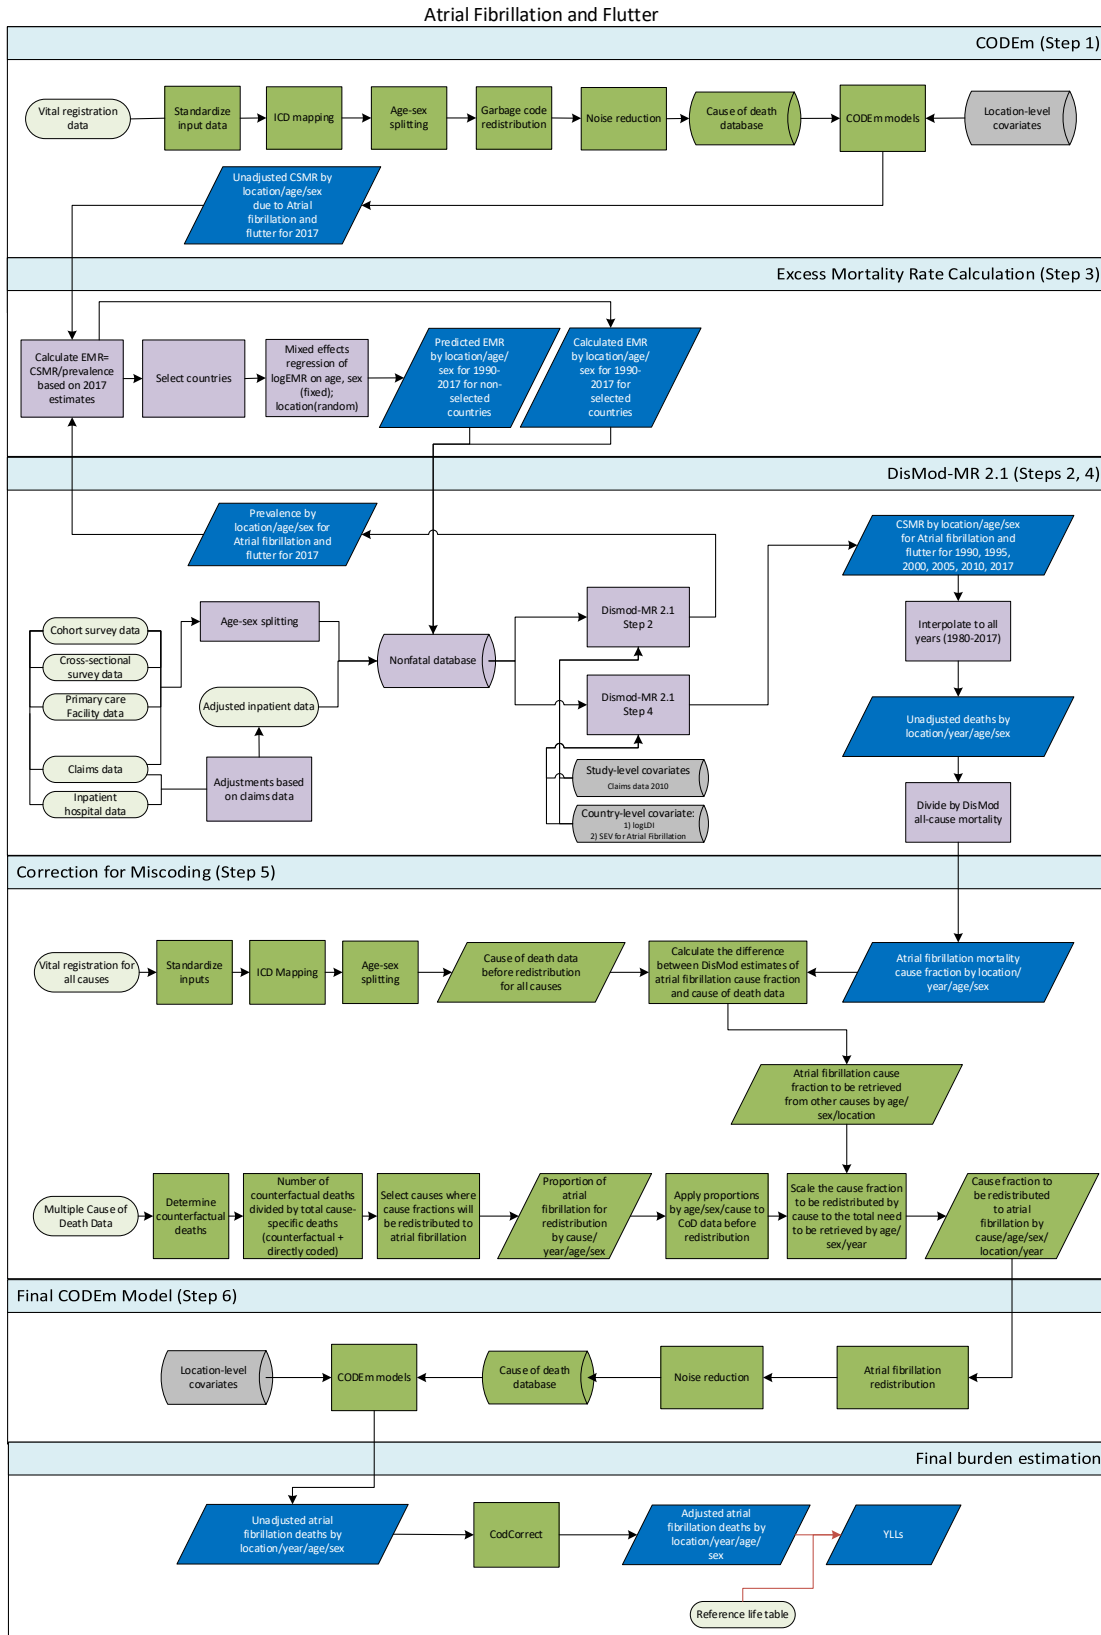 Atrial Fibrillation and Flutter
CODEm (Step 1)
Vital registration
data
Standardize
input data
ICD mapping
Age-sex
splitting
Garbage code
redistribution
Noise reduction
Cause of death
database
CODEm models
Location-level
covariates
Unadjusted CSMR by
location/age/sex
due to Atrial
fibrillation and
flutter for 2017
Excess Mortality Rate Calculation (Step 3)
Calculate EMR=
CSMR/prevalence
based on 2017
estimates
Select countries
Mixed effects
regression of
logEMR on age, sex
(fixed);
location(random)
Predicted EMR
by location/age/
sex for 1990-
2017 for non-
selected
countries
Calculated EMR
by location/age/
sex for 1990-
2017 for
selected
countries
DisMod-MR 2.1 (Steps 2, 4)
Prevalence by
location/age/sex for
Atrial fibrillation and
flutter for 2017
CSMR by location/age/sex
for Atrial fibrillation and
flutter for 1990, 1995,
2000, 2005, 2010, 2017
Cohort survey data
Cross-sectional
survey data
Primary care
Facility data
Claims data
Inpatient
hospital data
Age-sex splitting
Adjusted inpatient data
Adjustments based
on claims data
Nonfatal database
Dismod-MR 2.1
Step 2
Dismod-MR 2.1
Step 4
Study-level covariates
Claims data 2010
Country-level covariate:
1) logLDI
2) SEV for Atrial Fibrillation
Interpolate to all
years (1980-2017)
Unadjusted deaths by
location/year/age/sex
Divide by DisMod
all-cause mortality
Correction for Miscoding (Step 5)
Vital registration for
all causes
Standardize
inputs
ICD Mapping
Age-sex
splitting
Cause of death data
before redistribution
for all causes
Calculate the difference
between DisMod estimates of
atrial fibrillation cause fraction
and cause of death data
Atrial fibrillation mortality
cause fraction by location/
year/age/sex
Atrial fibrillation cause
fraction to be retrieved
from other causes by age/
sex/location
Multiple Cause of
Death Data
Determine
counterfactual
deaths
Number of
counterfactual deaths
divided by total cause-
specific deaths
(counterfactual +
directly coded)
Select causes where
cause fractions will
be redistributed to
atrial fibrillation
Proportion of
atrial
fibrillation for
redistribution
by cause/
year/age/sex
Apply proportions
by age/sex/cause to
CoD data before
redistribution
Scale the cause fraction
to be redistributed by
cause to the total need
to be retrieved by age/
sex/year
Cause fraction
to be redistributed
to atrial
fibrillation by
cause/age/sex/
location/year
Final CODEm Model (Step 6)
Location-level
covariates
CODEm models
Cause of death
database
Noise reduction
Atrial fibrillation
redistribution
Final burden estimation
Unadjusted atrial
fibrillation deaths by
location/year/age/sex
CodCorrect
Adjusted atrial
fibrillation deaths by
location/year/age/
sex
YLLs
Reference life table